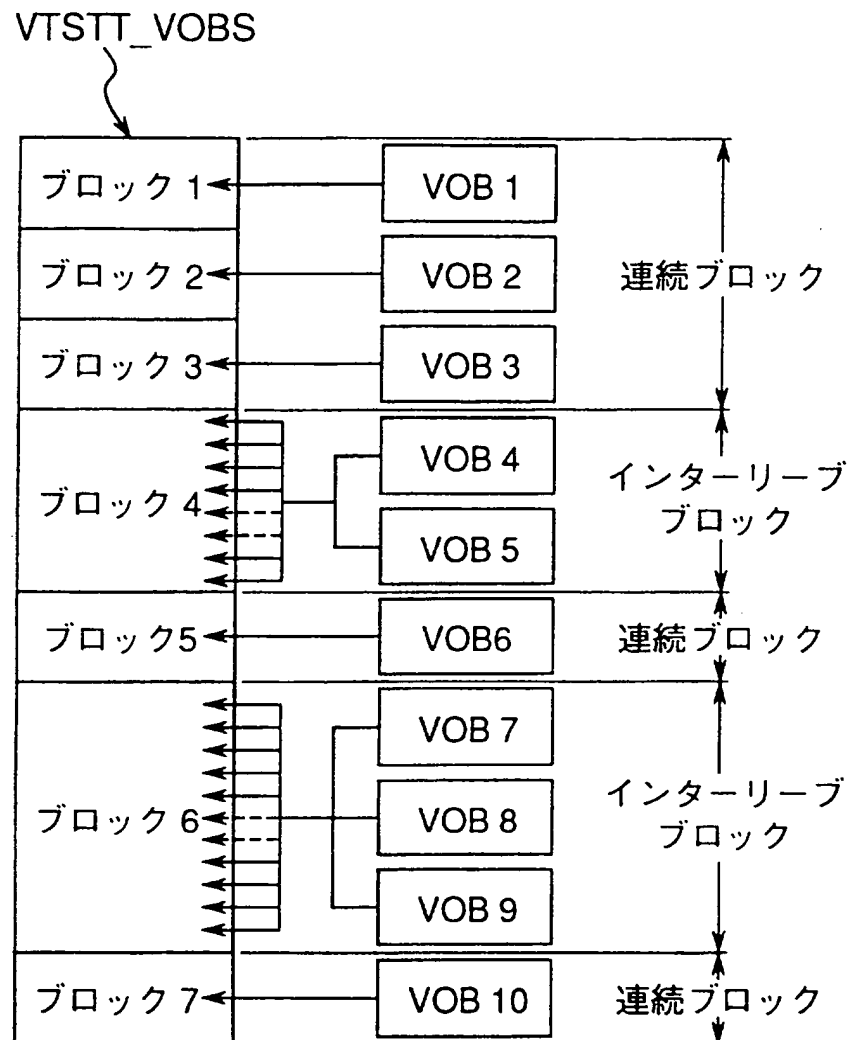 VTSTT_VOBS
ブロック 1
VOB 1
ブロック 2
VOB 2
連続ブロック
ブロック 3
VOB 3
ブロック 4
VOB 4
VOB 5
インターリーブ
ブロック
ブロック5
VOB6
連続ブロック
ブロック 6
VOB 7
VOB 8
VOB 9
インターリーブ
ブロック
ブロック 7
VOB 10
連続ブロック